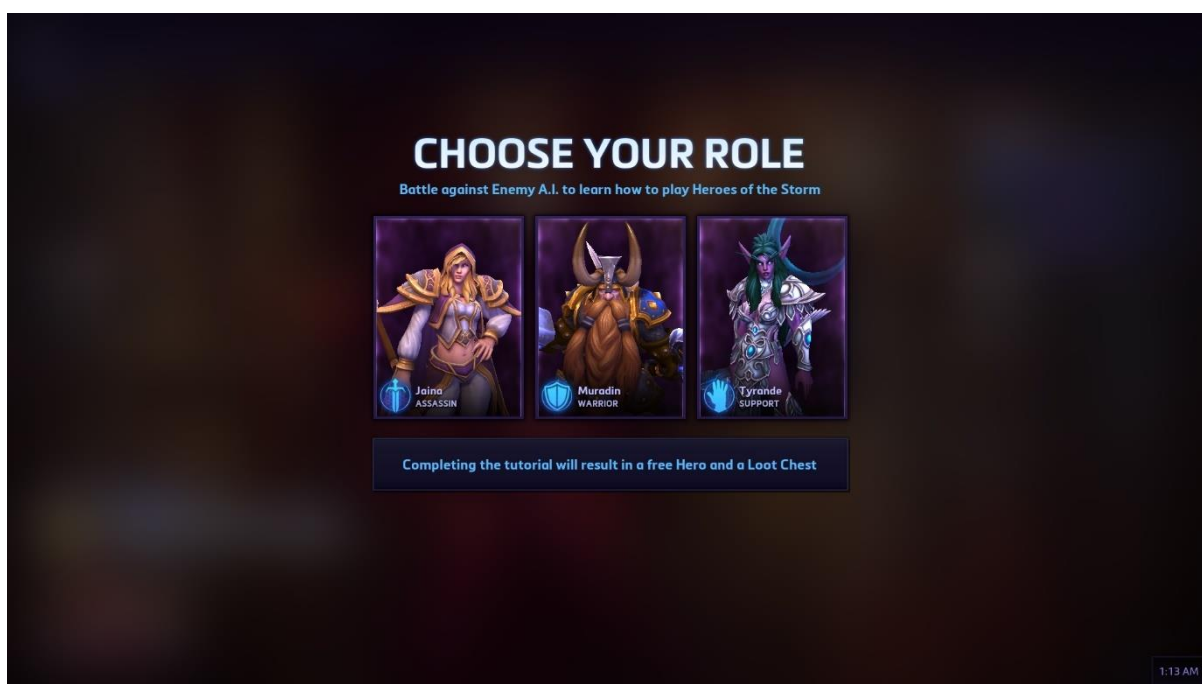 CHOOSE YOUR ROLE
Battle against Enemy A.I. to learn how to play Heroes of the Storm
Jaina
ASSASSIN
Muradin
WARRIOR
Tyrande
SUPPORT
Completing the tutorial will result in a free Hero and a Loot Chest
1:13 AM